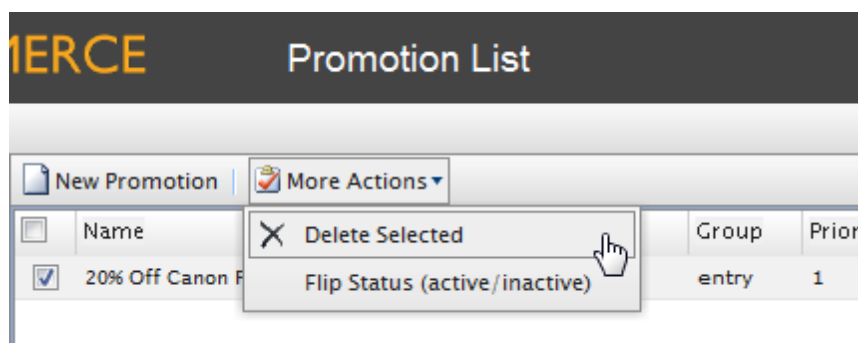 MERCE Promotion List
New Promotion More Actions
Name Delete Selected Group Prior
20% Off Canon Flip Status (active/inactive) entry 1